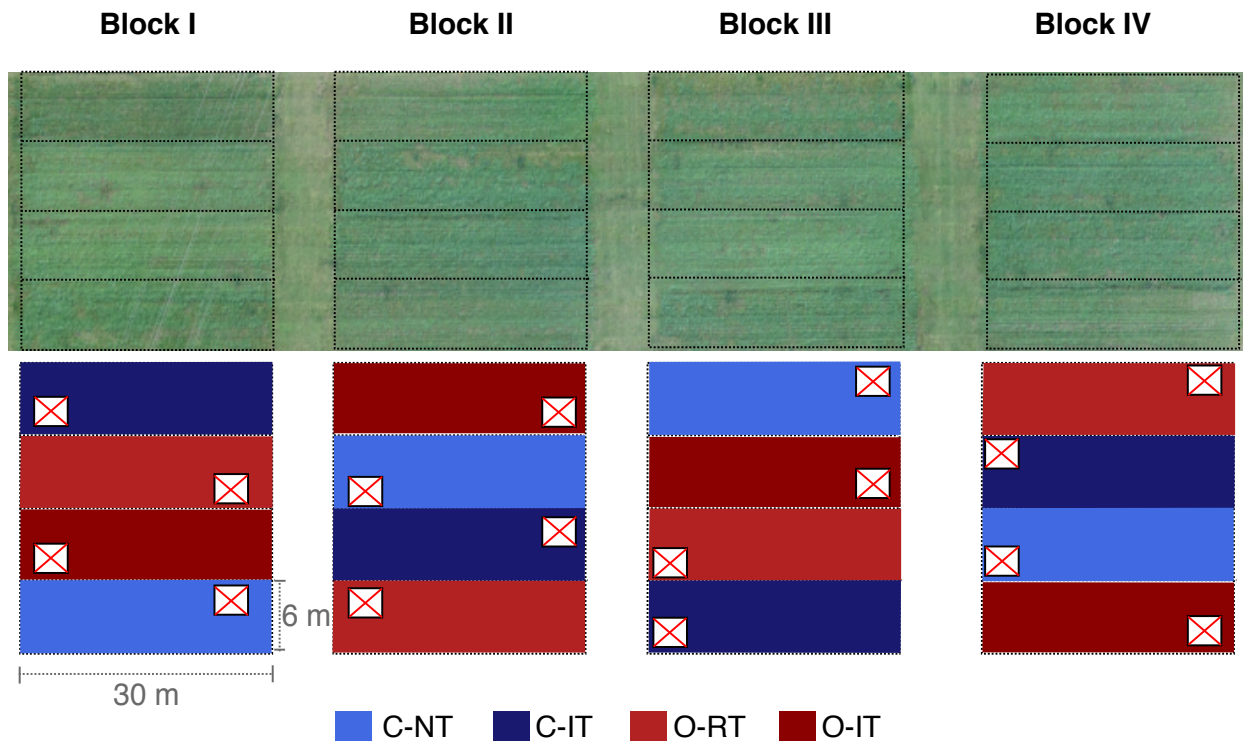 Block I Block II Block III Block IV
6 m
30 m
C-NT C-IT O-RT O-IT